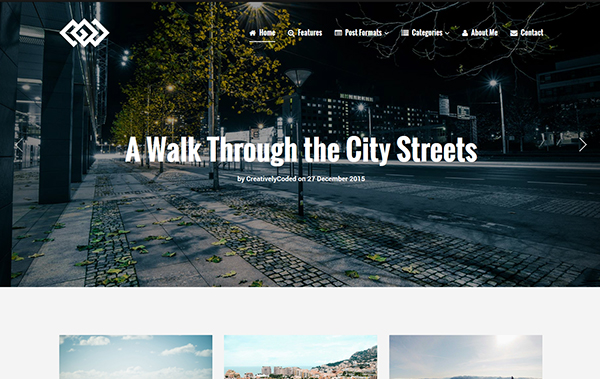 Home Features Post Formats Categories About Me Contact
A Walk Through the City Streets
by CreativelyCoded on 27 December 2015